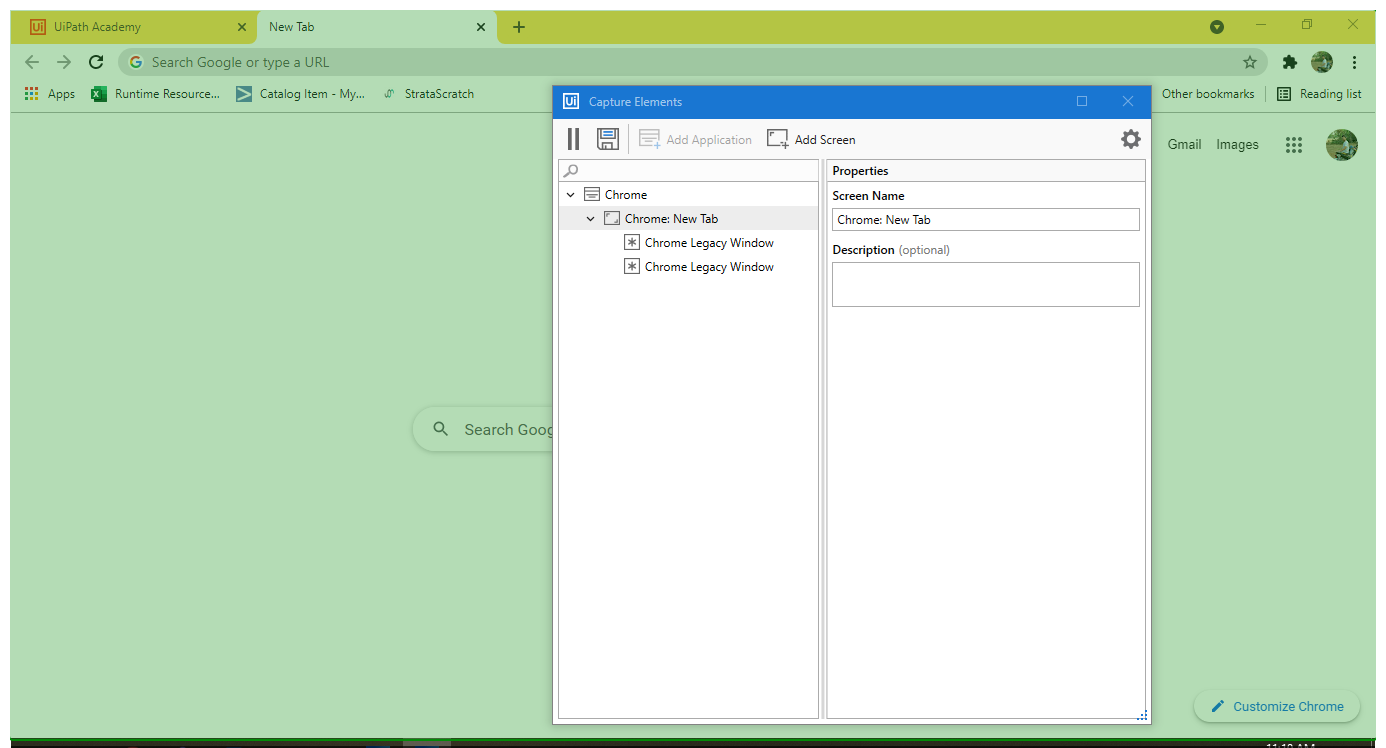 Ui UiPath Academy New Tab
Search Google or type a URL
Apps Runtime Resource... Catalog Item - My... StrataScratch Other bookmarks Reading list
Ui Capture Elements
Add Application Add Screen
Gmail Images
Properties
Chrome
Screen Name
Chrome: New Tab
Chrome: New Tab
Chrome Legacy Window
Description (optional)
Chrome Legacy Window
Search Goog
Customize Chrome